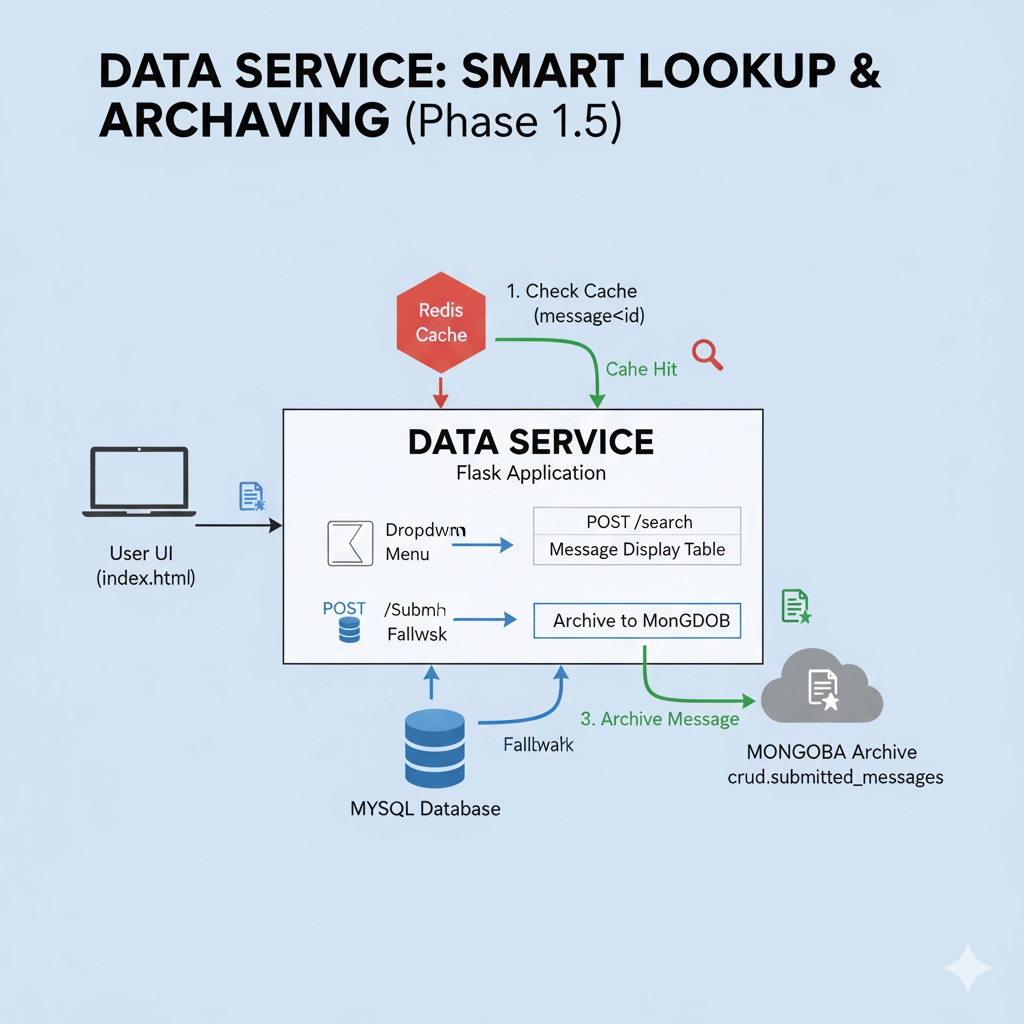 DATA SERVICE: SMART LOOKUP &
ARCHAVING (Phase 1.5)
Redis
Cache
1. Check Cache
(message<id)
Cahe Hit
DATA SERVICE
Flask Application
User UI
(index.html)
Dropdwrn
Menu
POST /search
Message Display Table
POST
/Submh
Fallwsk
Archive to MonGDOB
3. Archive Message
Falltwatk
MYSQL Database
MONGOBA Archive
crud.submitted_messages